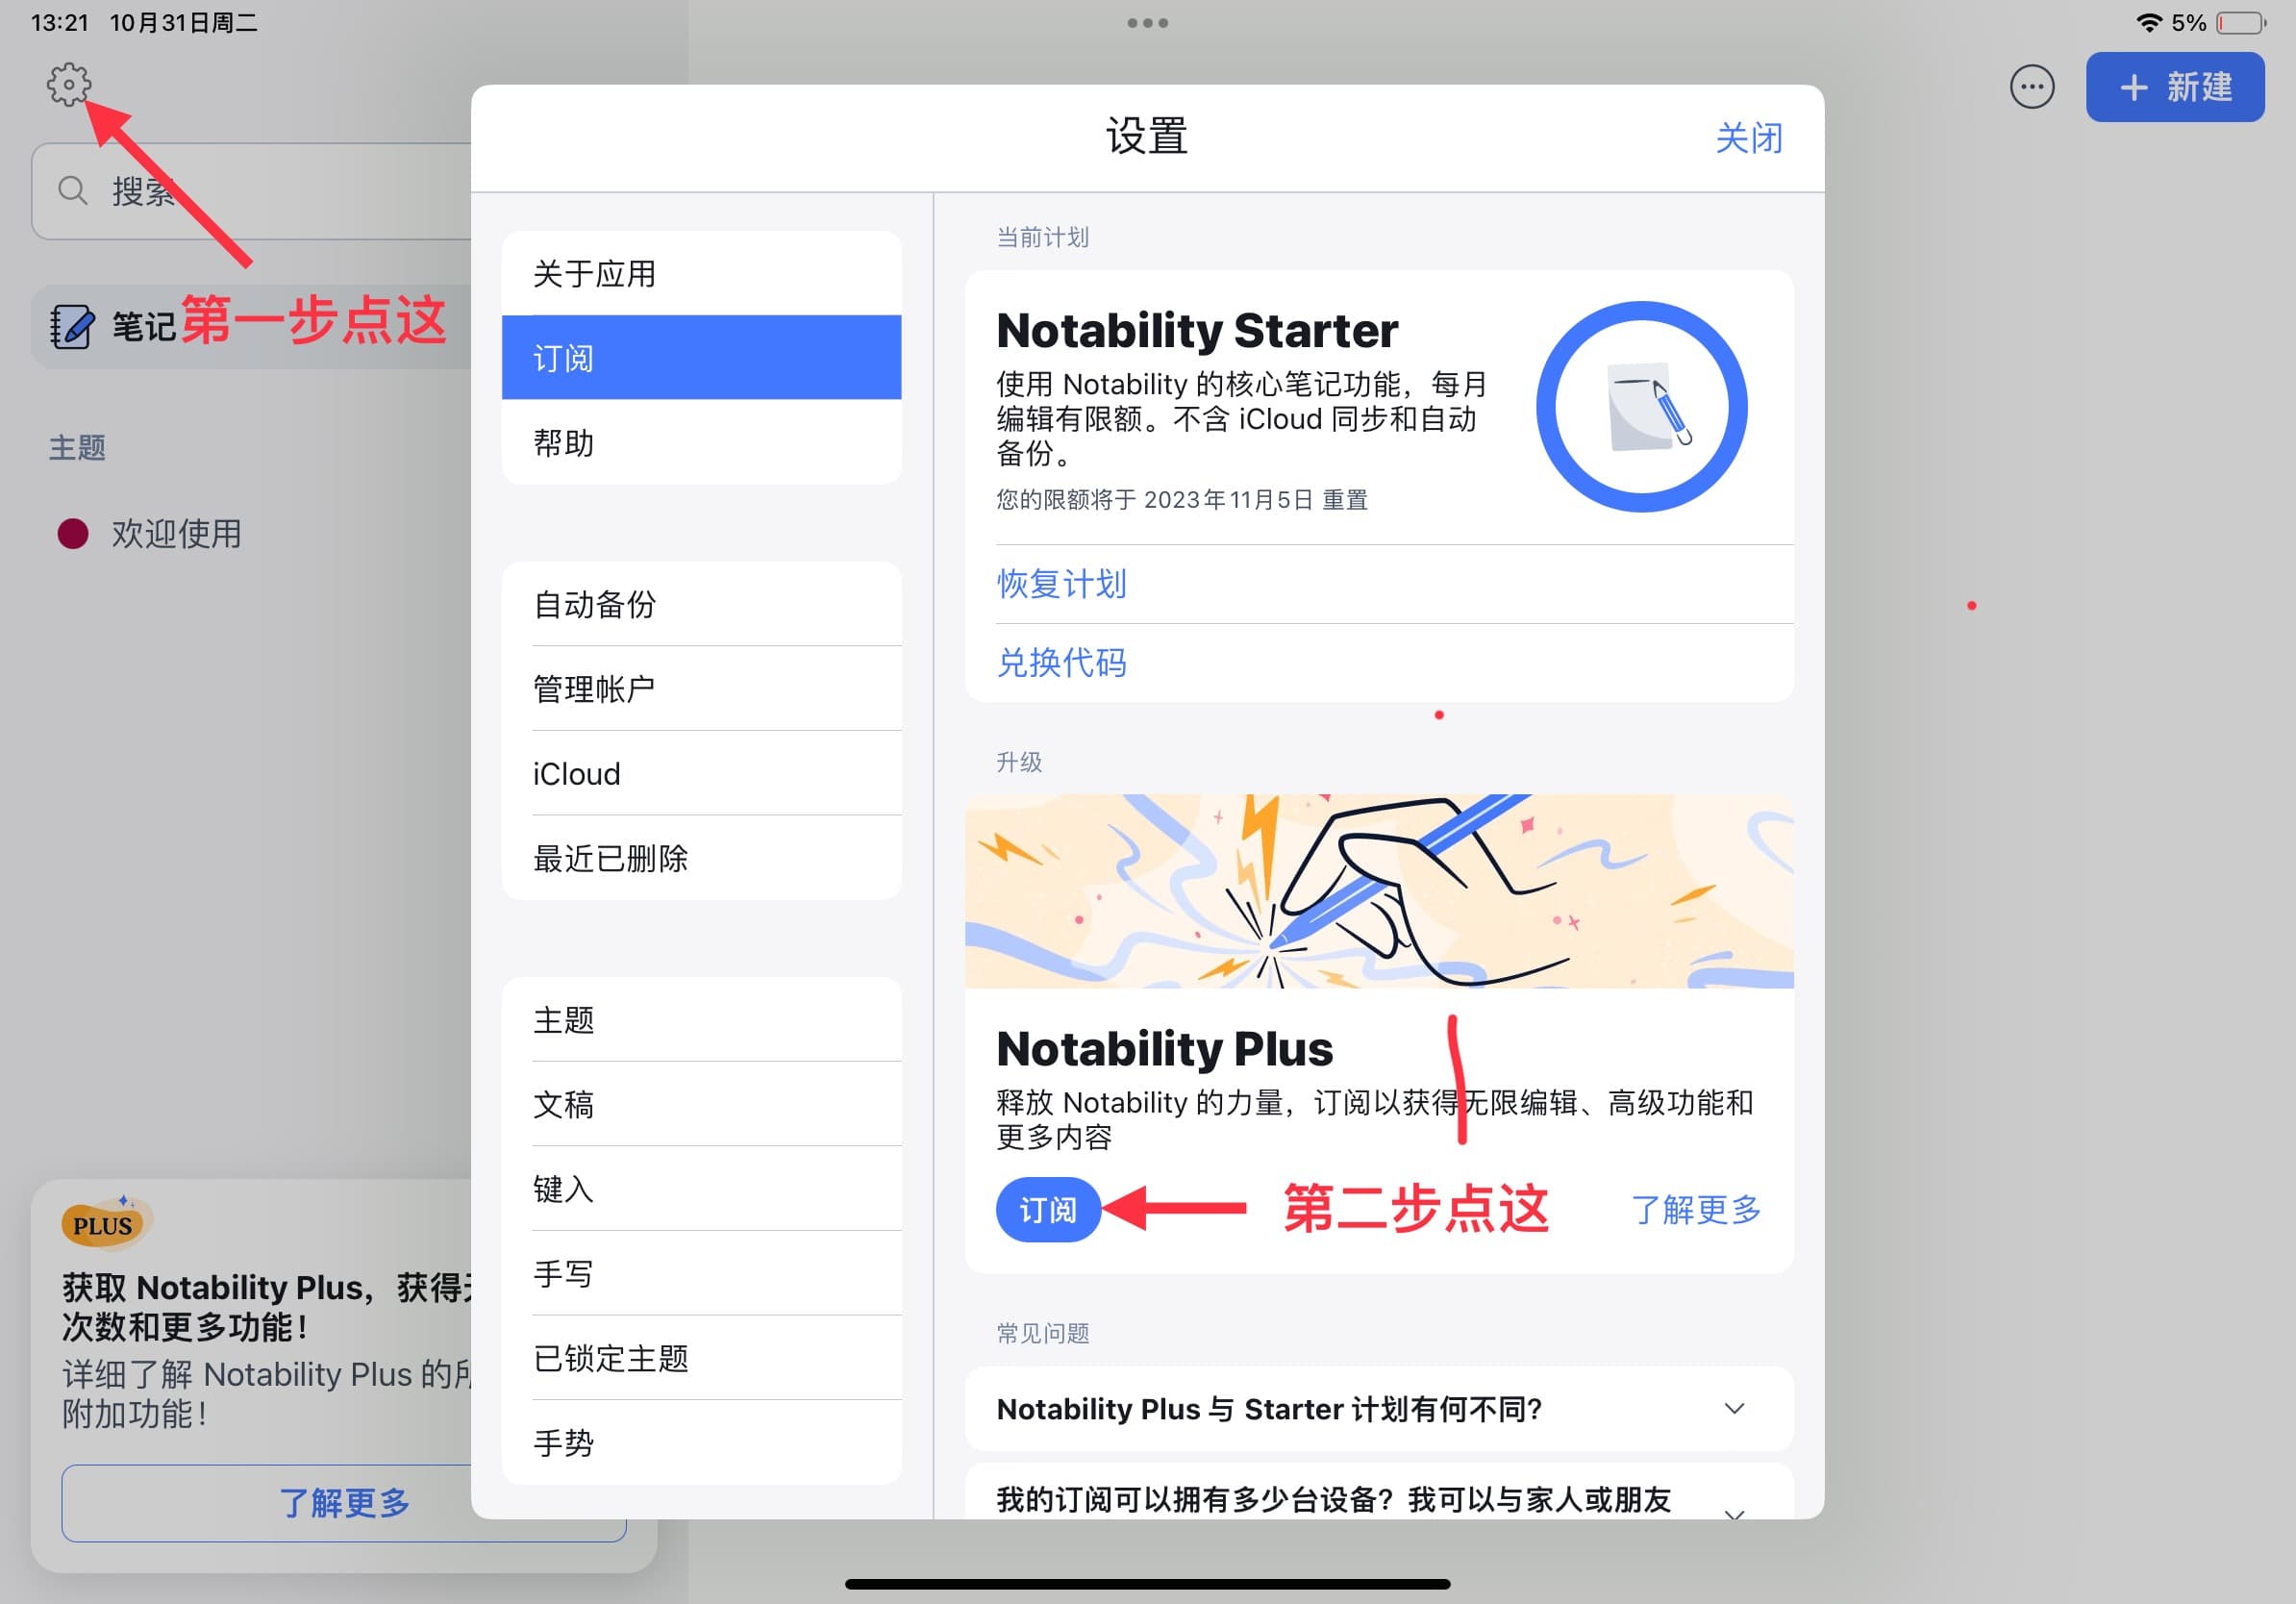 13:21 10月31日周二
5%
新建
搜索
笔记
第一步点这
主题
欢迎使用
PLUS
获取 Notability Plus，获得
次数和更多功能！
详细了解 Notability Plus 的
附加功能！
了解更多
设置
关闭
关于应用
订阅
帮助
自动备份
管理帐户
iCloud
最近已删除
主题
文稿
键入
手写
已锁定主题
手势
当前计划
Notability Starter
使用 Notability 的核心笔记功能，每月
编辑有限额。不含 iCloud 同步和自动
备份。
您的限额将于 2023年11月5日 重置
恢复计划
兑换代码
升级
Notability Plus
释放 Notability 的力量，订阅以获得无限编辑、高级功能和
更多内容
订阅
第二步点这
了解更多
常见问题
Notability Plus 与 Starter 计划有何不同?
我的订阅可以拥有多少台设备？我可以与家人或朋友